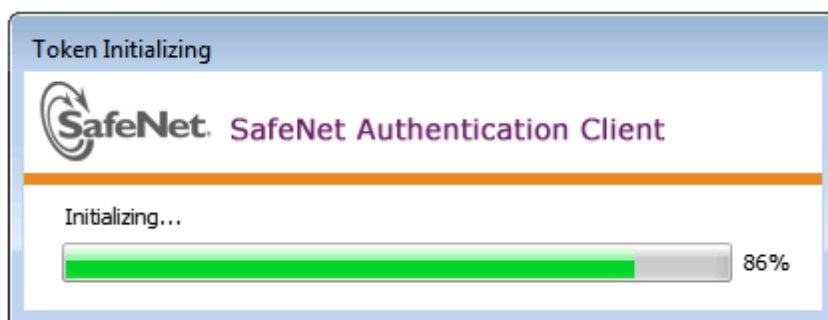 Token Initializing
SafeNet. SafeNet Authentication Client
Initializing...
86%